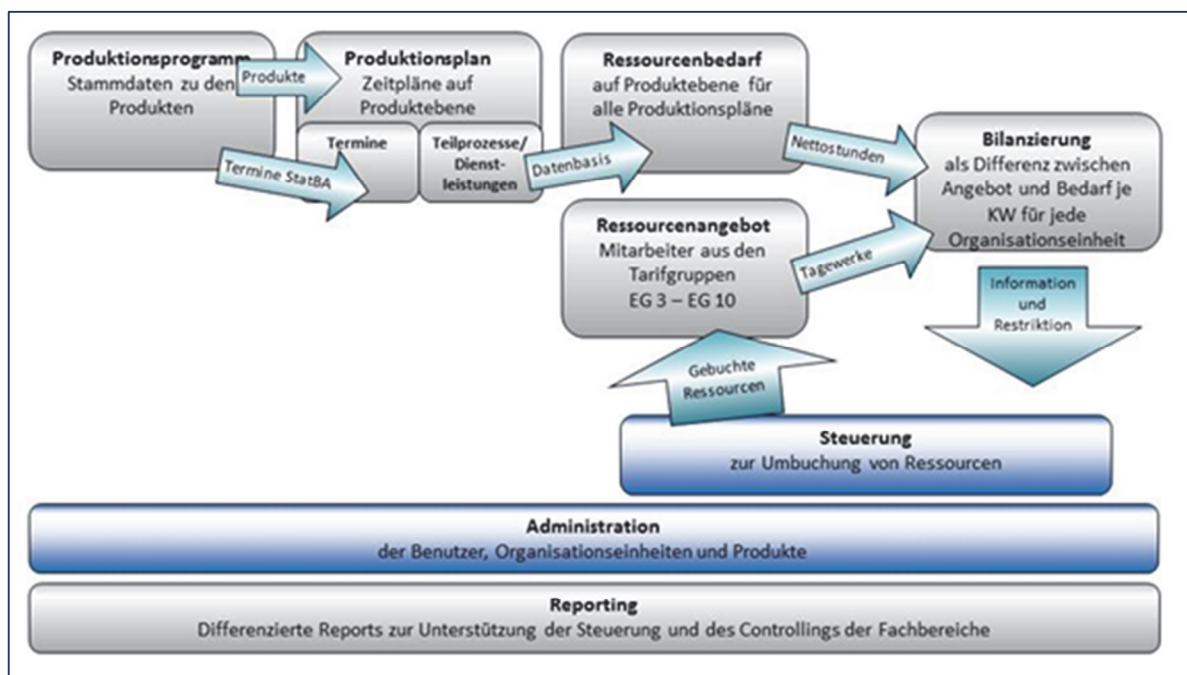 Produktionsprogramm
Stammdaten zu den
Produkten
Produkte
Termine StatBA
Produktionsplan
Zeitpläne auf
Produktebene
Termine
Teilprozesse/
Dienst-
leistungen
Datenbasis
Ressourcenbedarf
auf Produktebene für
alle Produktionspläne
Nettostunden
Ressourcenangebot
Mitarbeiter aus den
Tarifgruppen
EG 3 – EG 10
Tagewerke
Bilanzierung
als Differenz zwischen
Angebot und Bedarf je
KW für jede
Organisationseinheit
Information
und
Restriktion
Gebuchte
Ressourcen
Steuerung
zur Umbuchung von Ressourcen
Administration
der Benutzer, Organisationseinheiten und Produkte
Reporting
Differenzierte Reports zur Unterstützung der Steuerung und des Controllings der Fachbereiche